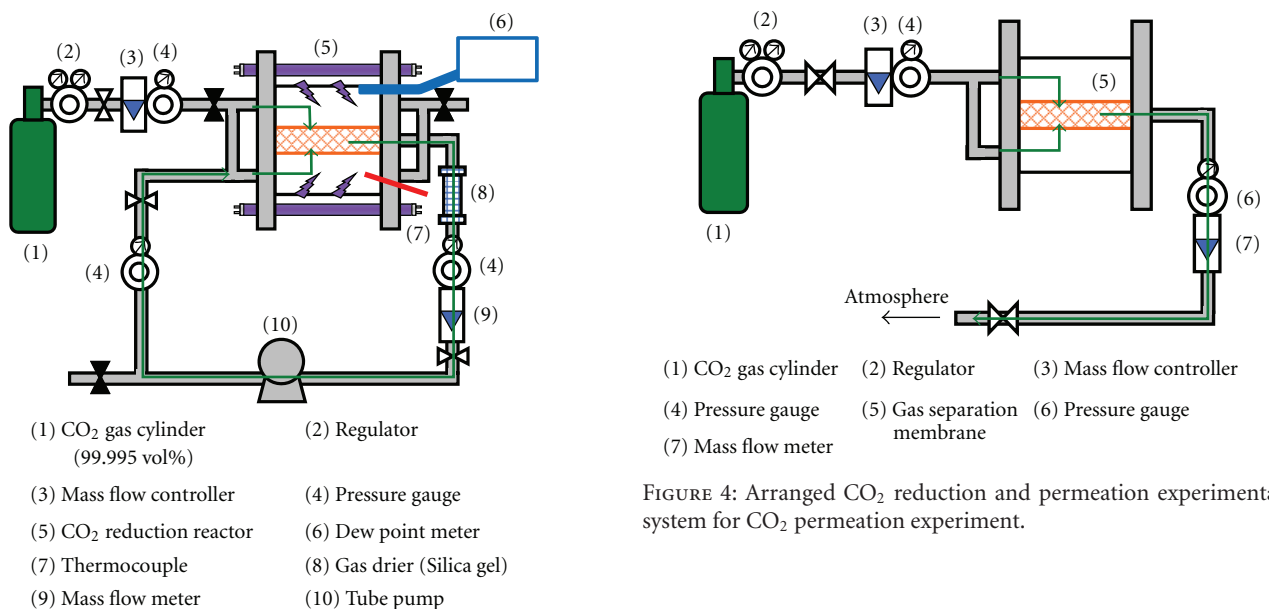 (2)
(3)
(4)
(5)
(6)
(1)
(4)
(7)
(8)
(4)
(9)
(10)
(1) CO₂ gas cylinder
(99.995 vol%)
(2) Regulator
(3) Mass flow controller
(4) Pressure gauge
(5) CO₂ reduction reactor
(6) Dew point meter
(7) Thermocouple
(8) Gas drier (Silica gel)
(9) Mass flow meter
(10) Tube pump
(2)
(3)
(4)
(5)
(1)
(6)
(7)
Atmosphere
(1) CO₂ gas cylinder
(2) Regulator
(3) Mass flow controller
(4) Pressure gauge
(5) Gas separation
membrane
(6) Pressure gauge
(7) Mass flow meter
FIGURE 4: Arranged CO₂ reduction and permeation experimenta
system for CO₂ permeation experiment.